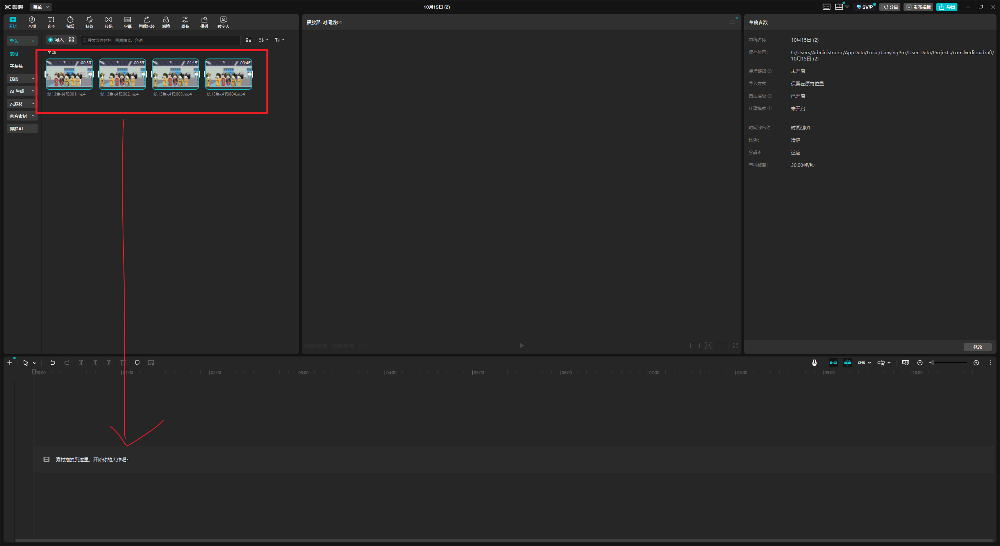 剪映
菜单
10月15日 (2)
SVIP
分享
发布模板
导出
素材
音频
文本
贴纸
特效
转场
字幕
智能包装
滤镜
调节
模板
数字人
导入
素材
子草稿
我的
AI 生成
云素材
官方素材
即梦AI
导入
搜索文件名称、画面情节、台词
全部
00:30
00:59
01:15
00:46
第13集-片段001.mp4
第13集-片段002.mp4
第13集-片段003.mp4
第13集-片段004.mp4
播放器-时间线01
00:00:00:00
00:00:00:00
草稿参数
草稿名称：
10月15日 (2)
保存位置：
C:/Users/Administrator/AppData/Local/JianyingPro/User Data/Projects/com.lveditor.draft/
10月15日 (2)
浮点链路
未开启
导入方式：
保留在原有位置
自由层级
已开启
代理模式
未开启
时间线名称
时间线01
比例：
适应
分辨率：
适应
草稿帧率：
30.00帧/秒
修改
00:00
01:00
02:00
03:00
04:00
05:00
06:00
07:00
08:00
09:00
10:00
素材拖拽到这里，开始你的大作吧~